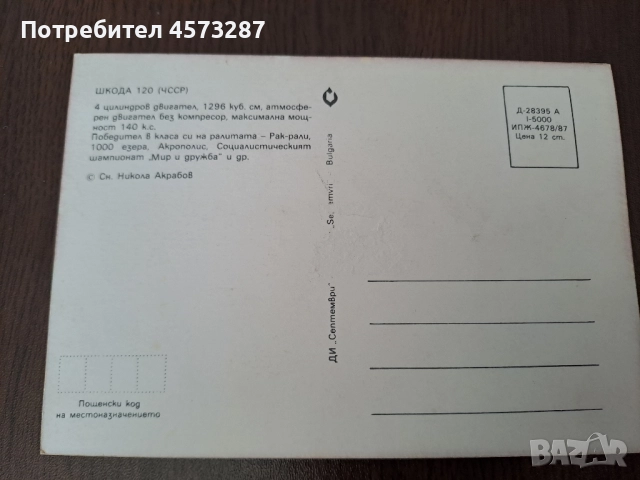 Потребител 4573287
ШКОДА 120 (ЧССР)
4 цилиндров двигател, 1296 куб. см, атмосфе-
рен двигател без компресор, максимална мощ-
ност 140 к.с.
Победител в класа си на ралитата – Рак-рали,
1000 езера, Акрополис, Социалистическият
шампионат „Мир и дружба" и др.
© Сн. Никола Акрабов
ДИ „Септември" Bulgaria
Д-28395 А
I-5000
ИПЖ-4678/87
Цена 12 ст.
Пощенски код
на местоназначението
BAZAR